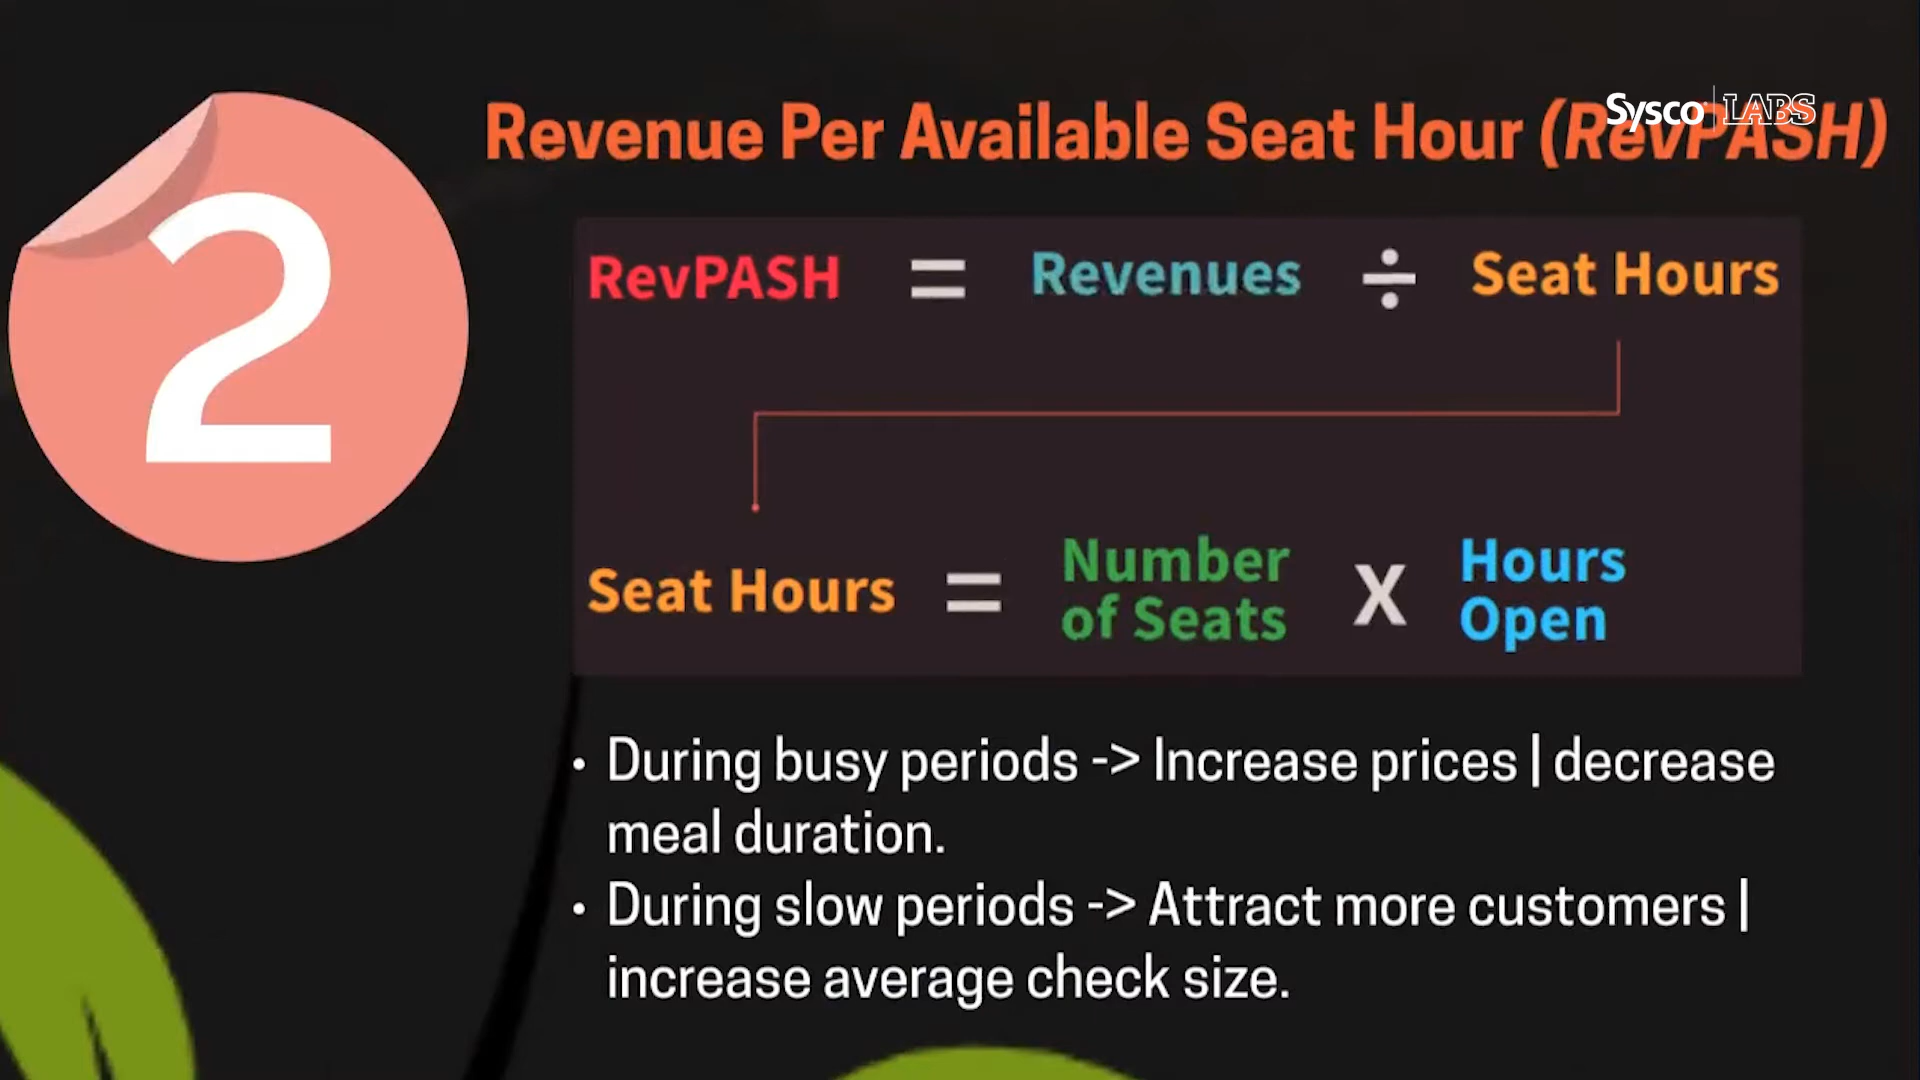 Sysco LABS
Revenue Per Available Seat Hour (RevPASH)
2
RevPASH = Revenues ÷ Seat Hours
Seat Hours = Number of Seats X Hours Open
• During busy periods -> Increase prices | decrease
meal duration.
• During slow periods -> Attract more customers |
increase average check size.